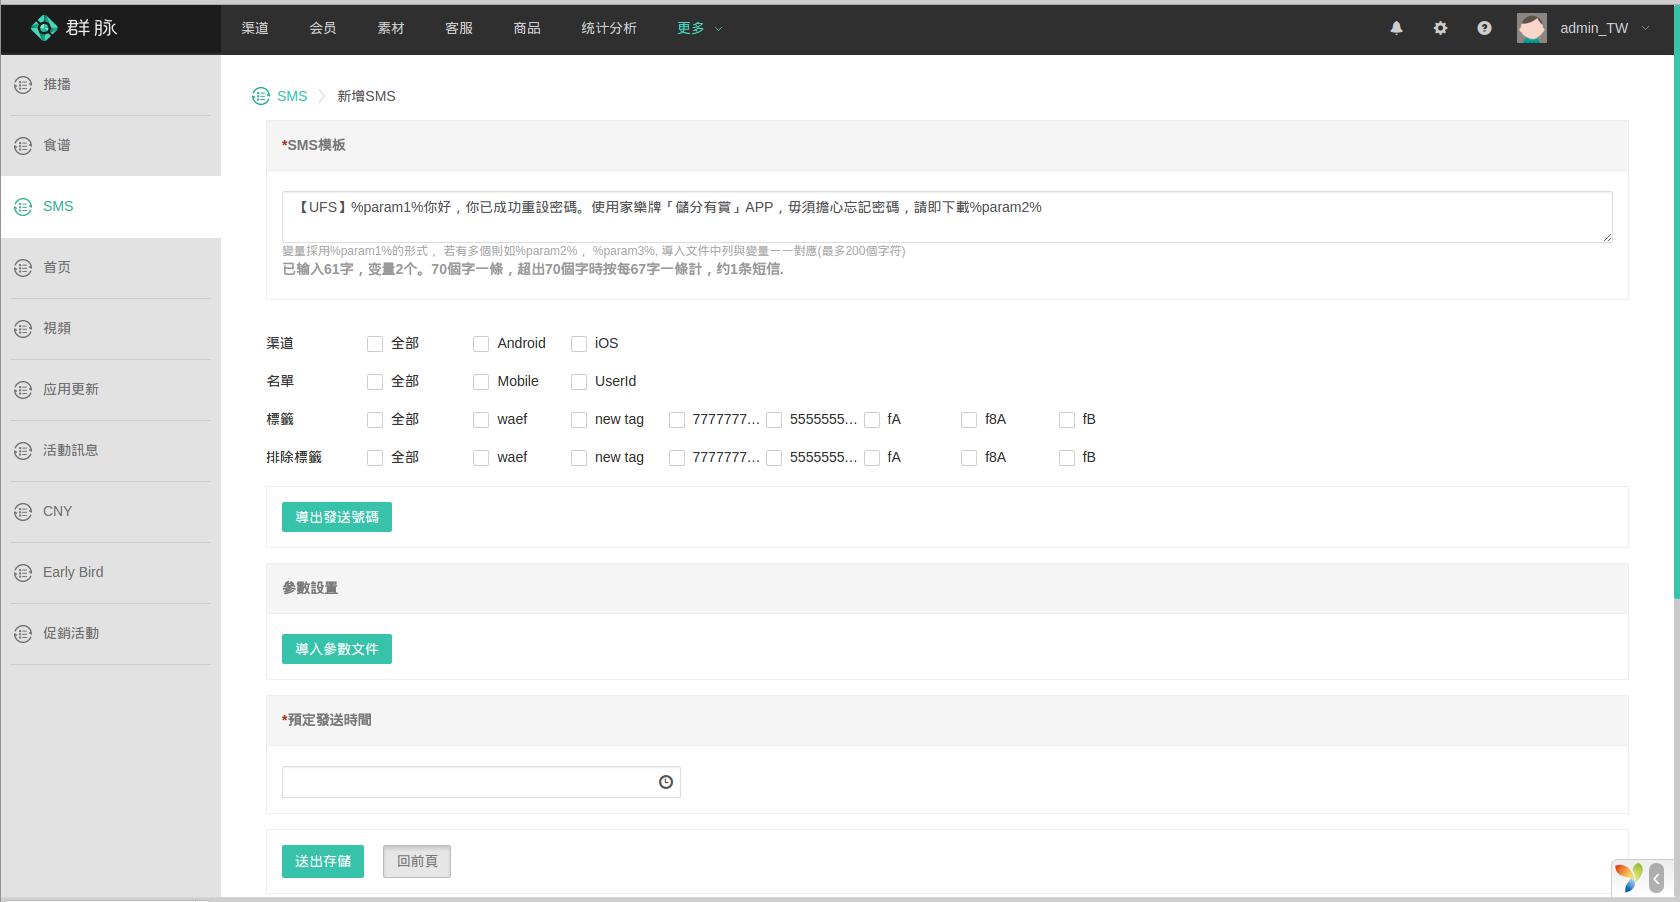 群脉
渠道 会员 素材 客服 商品 统计分析 更多 admin_TW
推播
食谱
SMS
首页
視頻
应用更新
活動訊息
CNY
Early Bird
促銷活動
SMS 新增SMS
*SMS模板
【UFS】%param1%你好，你已成功重設密碼。使用家樂牌「儲分有賞」APP，毋須擔心忘記密碼，請即下載%param2%
變量採用%param1%的形式， 若有多個則如%param2%， %param3%, 導入文件中列與變量一一對應(最多200個字符)
已输入61字，变量2个。70個字一條，超出70個字時按每67字一條計，约1条短信.
渠道 全部 Android iOS
名單 全部 Mobile UserId
標籤 全部 waef new tag 7777777... 5555555... fA f8A fB
排除標籤 全部 waef new tag 7777777... 5555555... fA f8A fB
導出發送號碼
參數設置
導入參數文件
*預定發送時間
送出存儲 回前頁